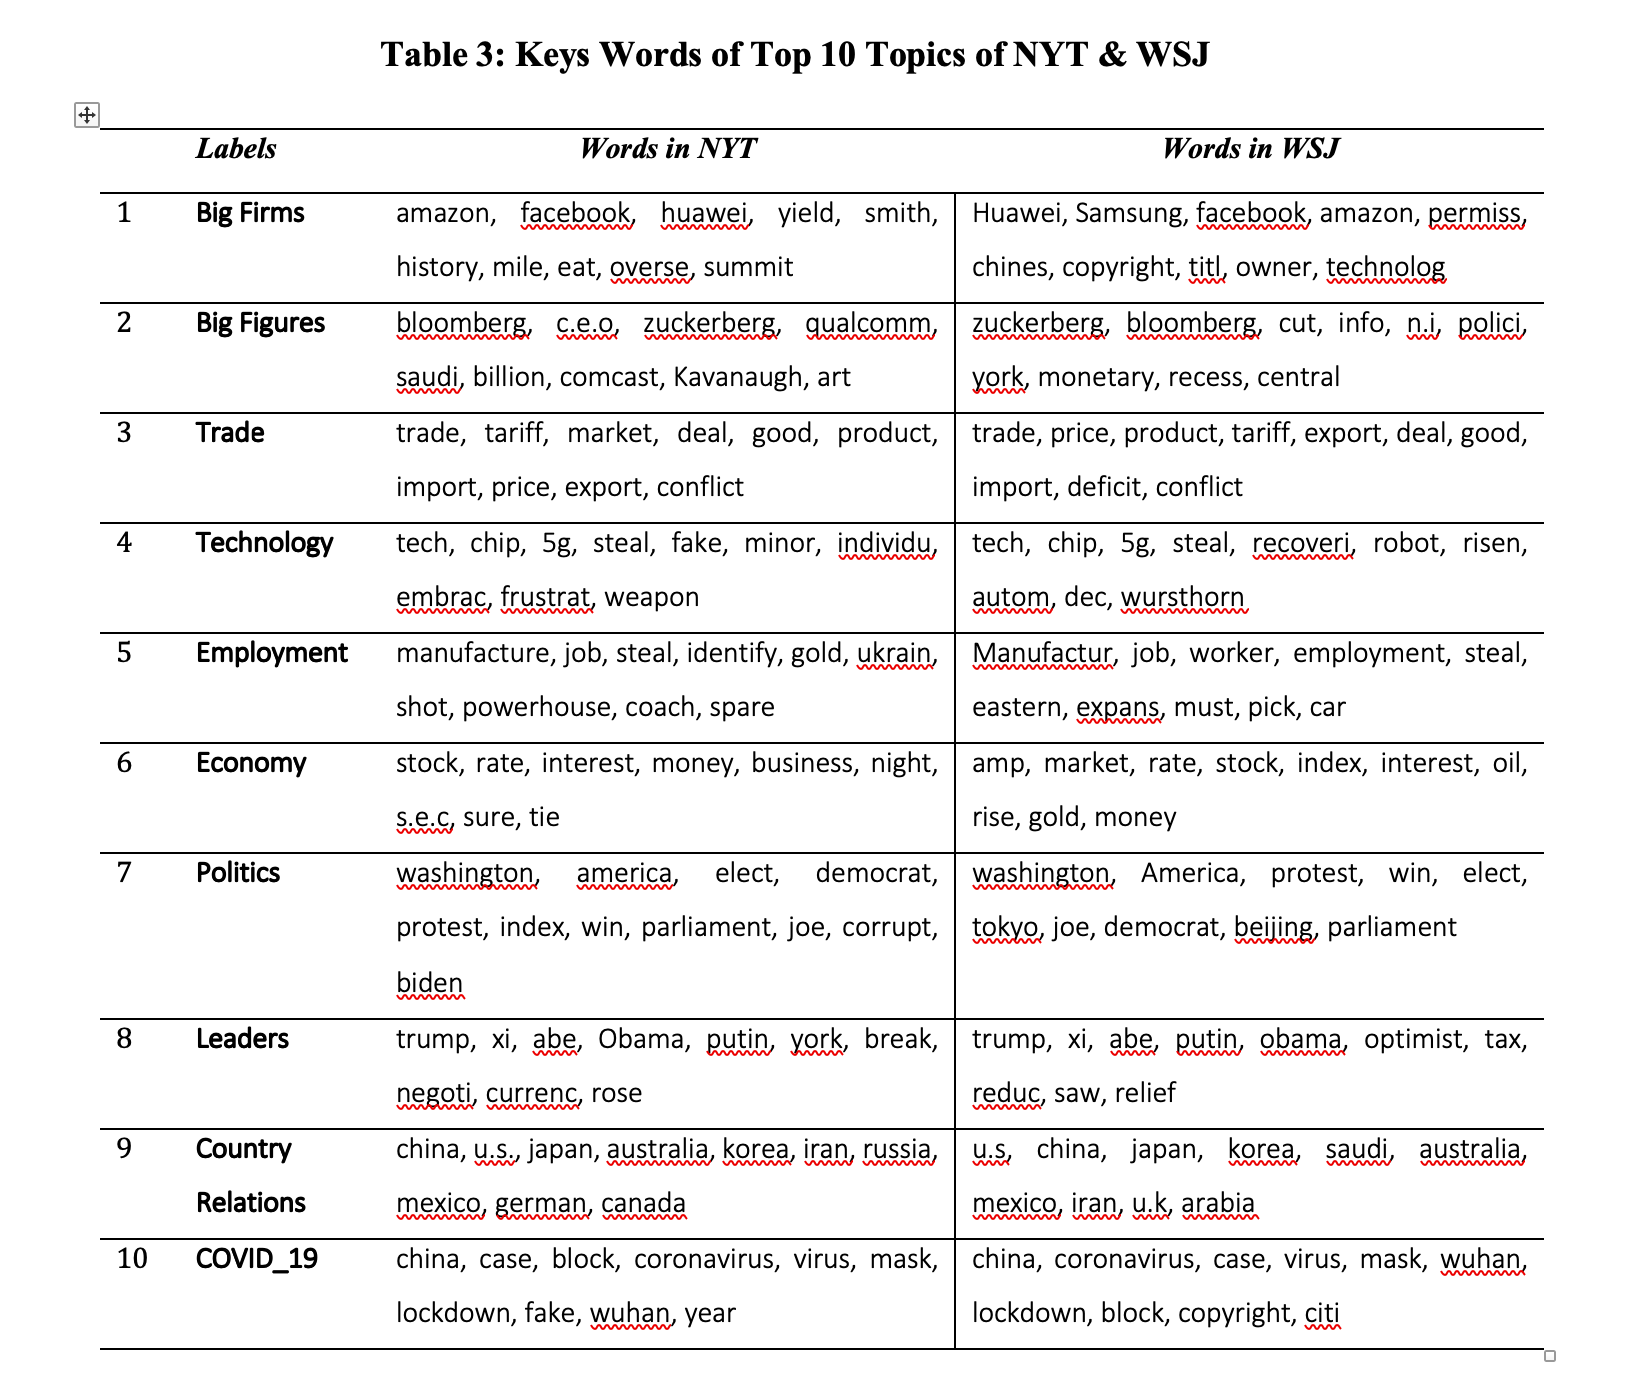 Table 3: Keys Words of Top 10 Topics of NYT & WSJ
Labels Words in NYT Words in WSJ
1 Big Firms amazon, facebook, huawei, yield, smith, Huawei, Samsung, facebook, amazon, permiss,
history, mile, eat, overse, summit chines, copyright, titl, owner, technolog
2 Big Figures bloomberg, c.e.o, zuckerberg, qualcomm, zuckerberg, bloomberg, cut, info, n.i, polici,
saudi, billion, comcast, Kavanaugh, art york, monetary, recess, central
3 Trade trade, tariff, market, deal, good, product, trade, price, product, tariff, export, deal, good,
import, price, export, conflict import, deficit, conflict
4 Technology tech, chip, 5g, steal, fake, minor, individu, tech, chip, 5g, steal, recoveri, robot, risen,
embrac, frustrat, weapon autom, dec, wursthorn
5 Employment manufacture, job, steal, identify, gold, ukrain, Manufactur, job, worker, employment, steal,
shot, powerhouse, coach, spare eastern, expans, must, pick, car
6 Economy stock, rate, interest, money, business, night, amp, market, rate, stock, index, interest, oil,
s.e.c, sure, tie rise, gold, money
7 Politics washington, america, elect, democrat, washington, America, protest, win, elect,
protest, index, win, parliament, joe, corrupt, tokyo, joe, democrat, beijing, parliament
biden
8 Leaders trump, xi, abe, Obama, putin, york, break, trump, xi, abe, putin, obama, optimist, tax,
negoti, currenc, rose reduc, saw, relief
9 Country china, u.s., japan, australia, korea, iran, russia, u.s, china, japan, korea, saudi, australia,
Relations mexico, german, canada mexico, iran, u.k, arabia
10 COVID_19 china, case, block, coronavirus, virus, mask, china, coronavirus, case, virus, mask, wuhan,
lockdown, fake, wuhan, year lockdown, block, copyright, citi